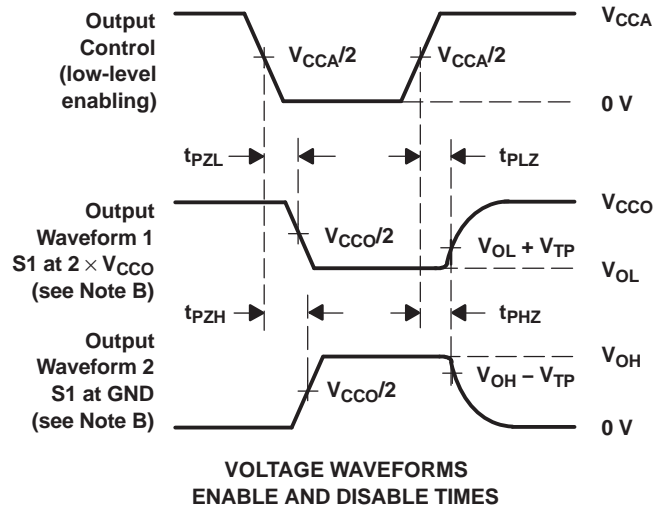 Output
Control
(low-level
enabling)
V_CCA/2
V_CCA/2
V_CCA
0 V
t_PZL
t_PLZ
Output
Waveform 1
S1 at 2 × V_CCO
(see Note B)
V_CCO/2
V_CCO
V_OL + V_TP
V_OL
t_PZH
t_PHZ
Output
Waveform 2
S1 at GND
(see Note B)
V_CCO/2
V_OH
V_OH – V_TP
0 V
VOLTAGE WAVEFORMS
ENABLE AND DISABLE TIMES